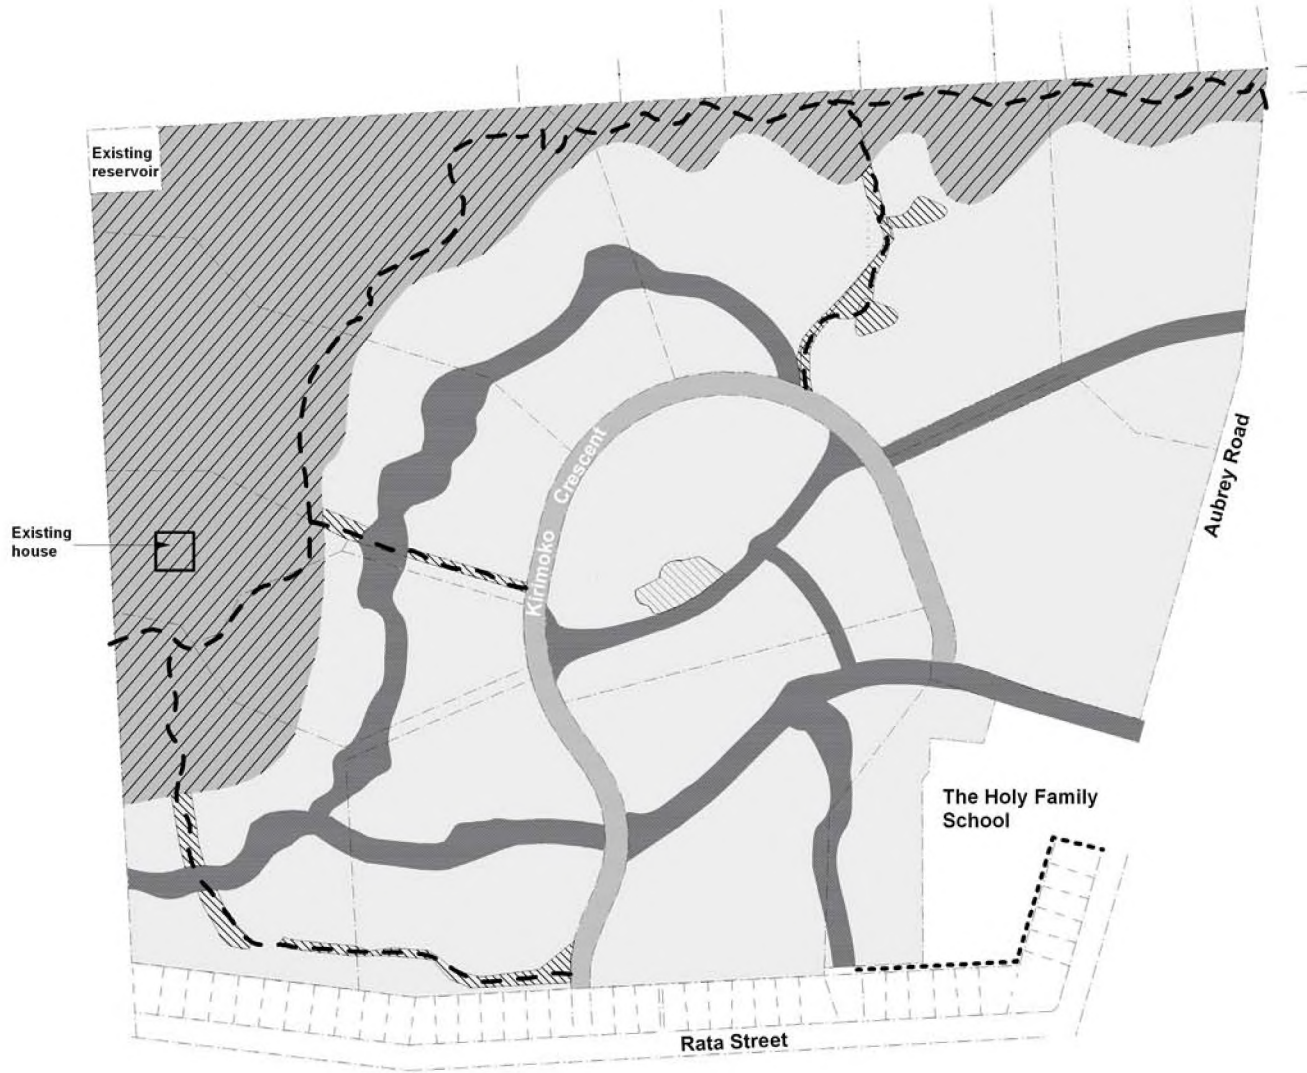 Existing
reservoir
Existing
house
Kirimoko Crescent
Aubrey Road
The Holy Family
School
Rata Street